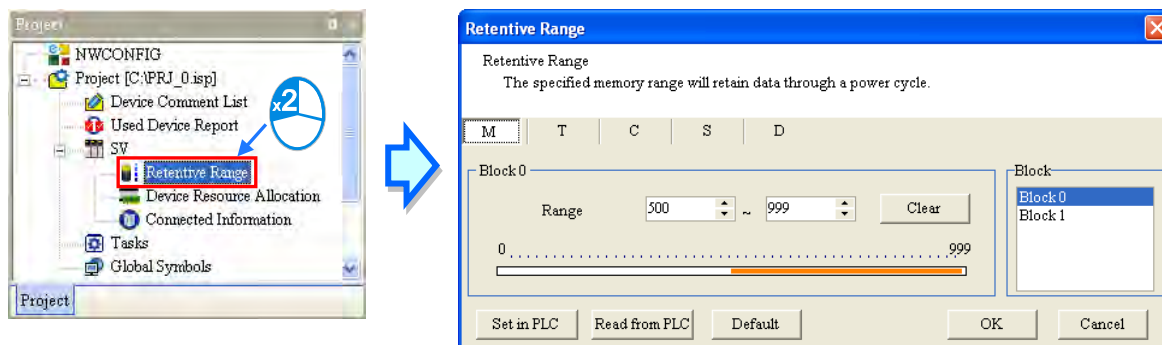 Project
NWCONFIG
Project [C:\PRJ_0.isp]
Device Comment List
Used Device Report
SV
Retentive Range
Device Resource Allocation
Connected Information
Tasks
Global Symbols
Project
x2
Retentive Range
Retentive Range
The specified memory range will retain data through a power cycle.
M T C S D
Block 0
Range 500 ~ 999 Clear
0 999
Block
Block 0
Block 1
Set in PLC Read from PLC Default OK Cancel